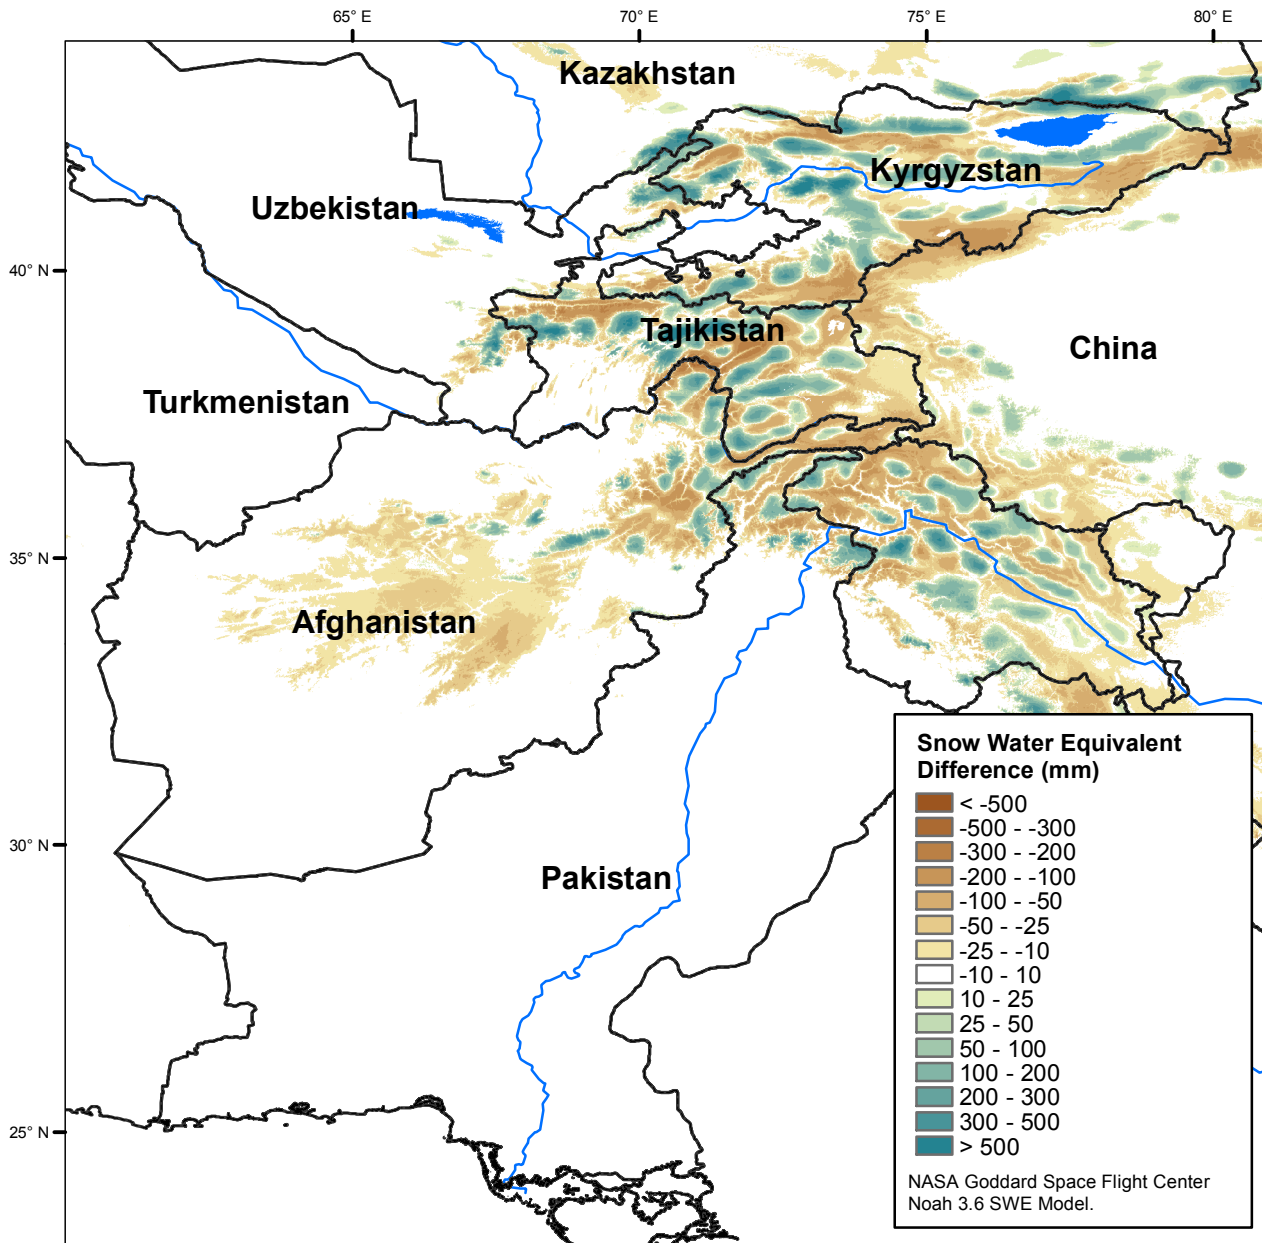 65° E
70° E
75° E
80° E
Kazakhstan
Kyrgyzstan
Uzbekistan
40° N
Tajikistan
China
Turkmenistan
35° N
Afghanistan
Snow Water Equivalent
Difference (mm)
< -500
-500 - -300
-300 - -200
-200 - -100
-100 - -50
-50 - -25
-25 - -10
-10 - 10
10 - 25
25 - 50
50 - 100
100 - 200
200 - 300
300 - 500
> 500
NASA Goddard Space Flight Center
Noah 3.6 SWE Model.
30° N
Pakistan
25° N